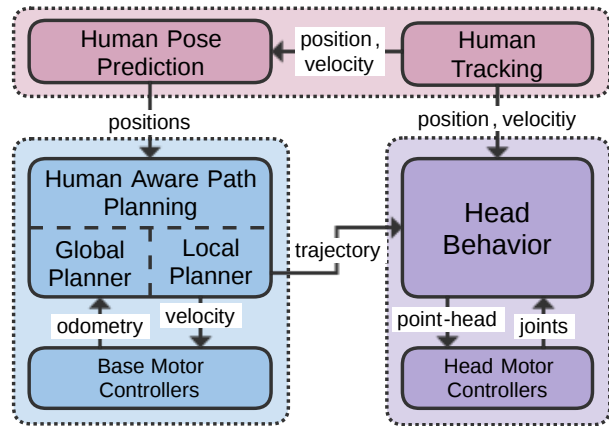 Human Pose
Prediction
position,
velocity
Human
Tracking
positions
position, velocitiy
Human Aware Path
Planning
Global
Planner
Local
Planner
trajectory
Head
Behavior
odometry
velocity
point-head
joints
Base Motor
Controllers
Head Motor
Controllers